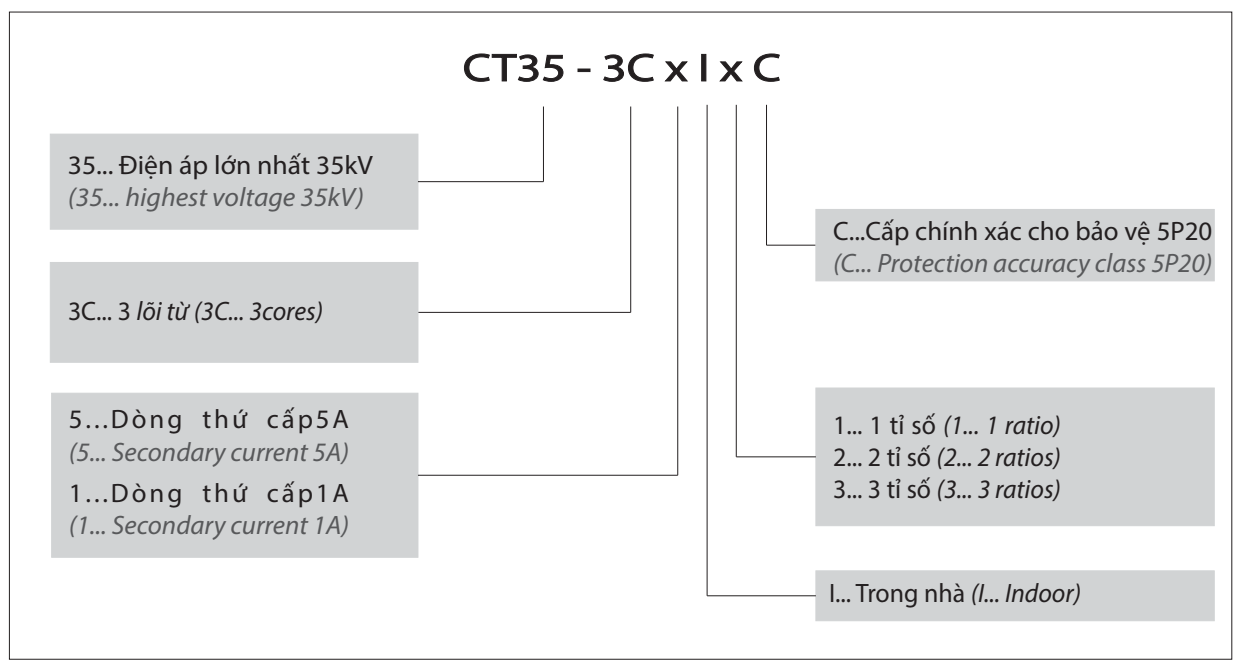 CT35 - 3C x I x C
35... Điện áp lớn nhất 35kV
(35... highest voltage 35kV)
3C... 3 lõi từ (3C... 3cores)
5...Dòng thứ cấp5A
(5... Secondary current 5A)
1...Dòng thứ cấp1A
(1... Secondary current 1A)
C...Cấp chính xác cho bảo vệ 5P20
(C... Protection accuracy class 5P20)
1... 1 tỉ số (1... 1 ratio)
2... 2 tỉ số (2... 2 ratios)
3... 3 tỉ số (3... 3 ratios)
I... Trong nhà (I... Indoor)